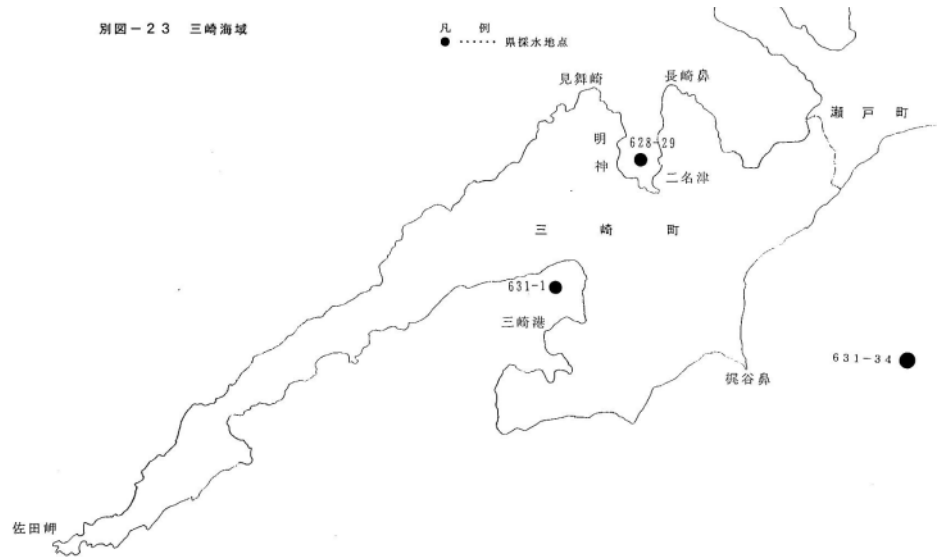 別図－23 三崎海域
凡 例
● ‥‥‥ 県採水地点
見舞崎
長崎鼻
瀬戸町
明神
628-29
二名津
三崎町
631-1
三崎港
631-34
梶谷鼻
佐田岬